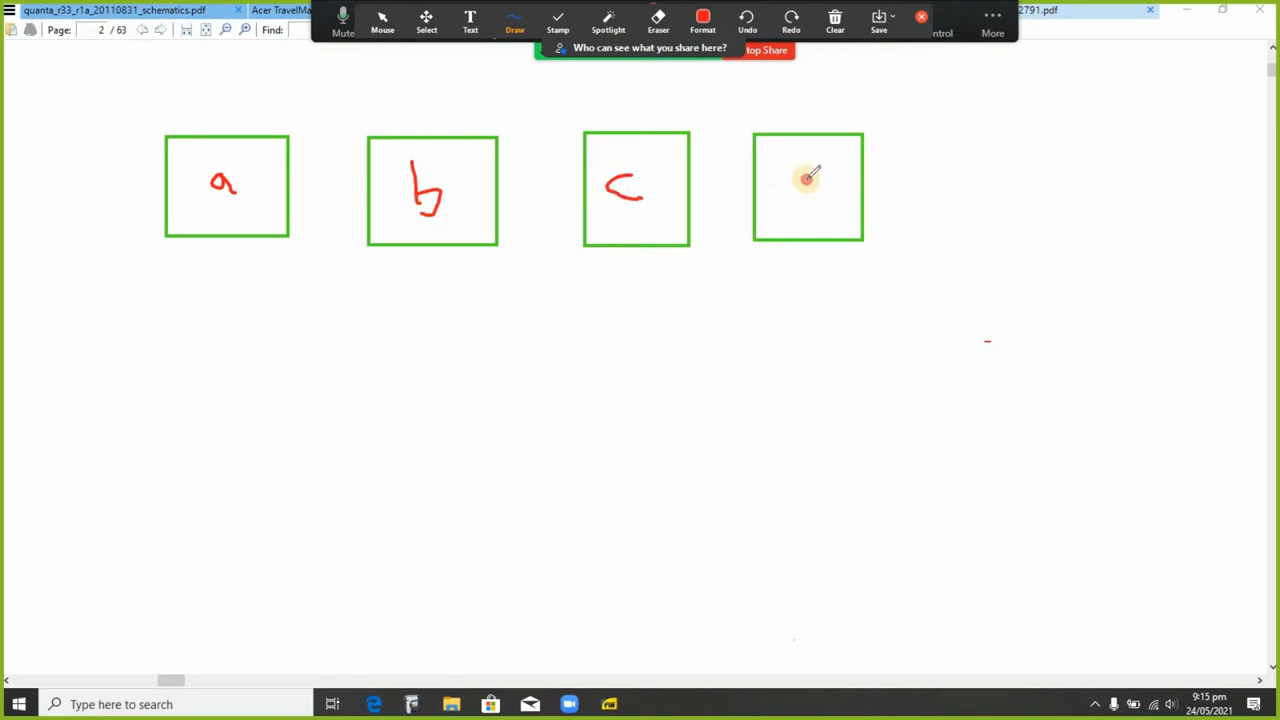 quanta_r33_r1a_20110831_schematics.pdf Acer TravelMa 2791.pdf
Page: 2 / 63 Find:
Mute Mouse Select Text Draw Stamp Spotlight Eraser Format Undo Redo Clear Save More
Who can see what you share here? top Share
a b c
Type here to search
9:15 pm
24/05/2021